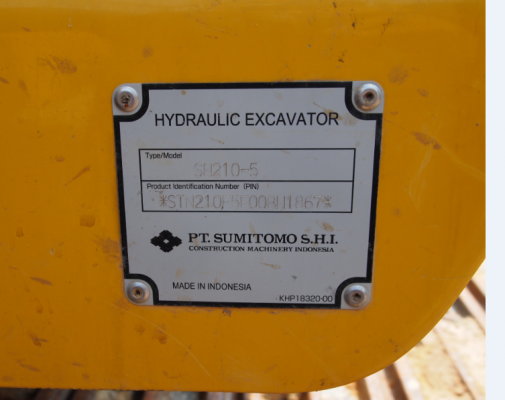 HYDRAULIC EXCAVATOR
Type/Model
SH210-5
Product Identification Number (PIN)
PT. SUMITOMO S.H.I.
CONSTRUCTION MACHINERY INDONESIA
MADE IN INDONESIA
KHP18320-00